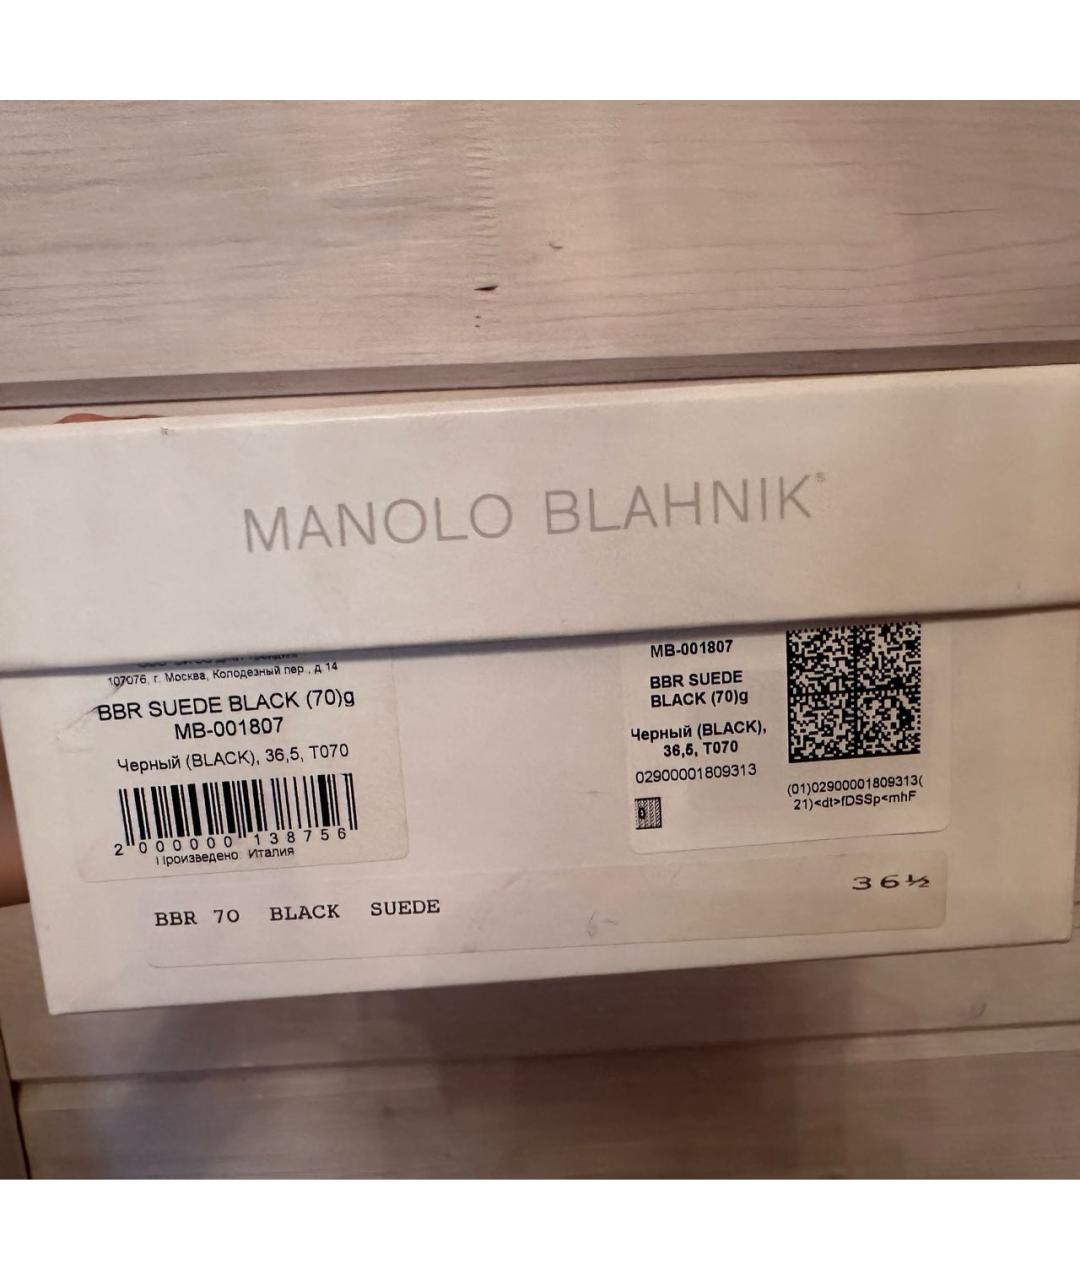 MANOLO BLAHNIK
107076, г. Москва, Колодезный пер., д 14
BBR SUEDE BLACK (70)g
MB-001807
Черный (BLACK), 36,5, T070
2 000000 138756
Произведено Италия
MB-001807
BBR SUEDE
BLACK (70)g
Черный (BLACK),
36,5, T070
02900001809313
(01)02900001809313(
21)<dt>fDSSp<mhF
BBR 70 BLACK SUEDE
36½